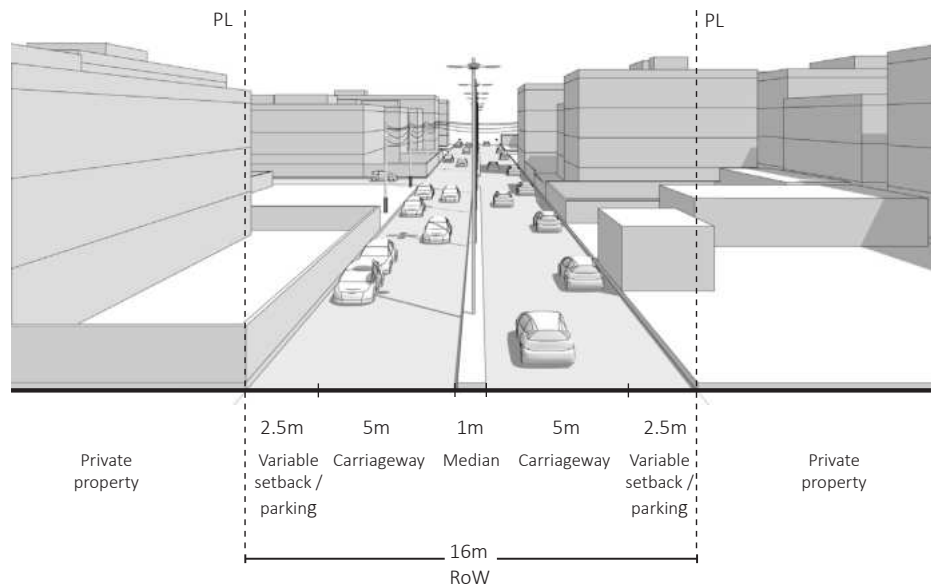 PL
PL
2.5m
5m
1m
5m
2.5m
Private
property
Variable
setback /
parking
Carriageway
Median
Carriageway
Variable
setback /
parking
Private
property
16m
RoW